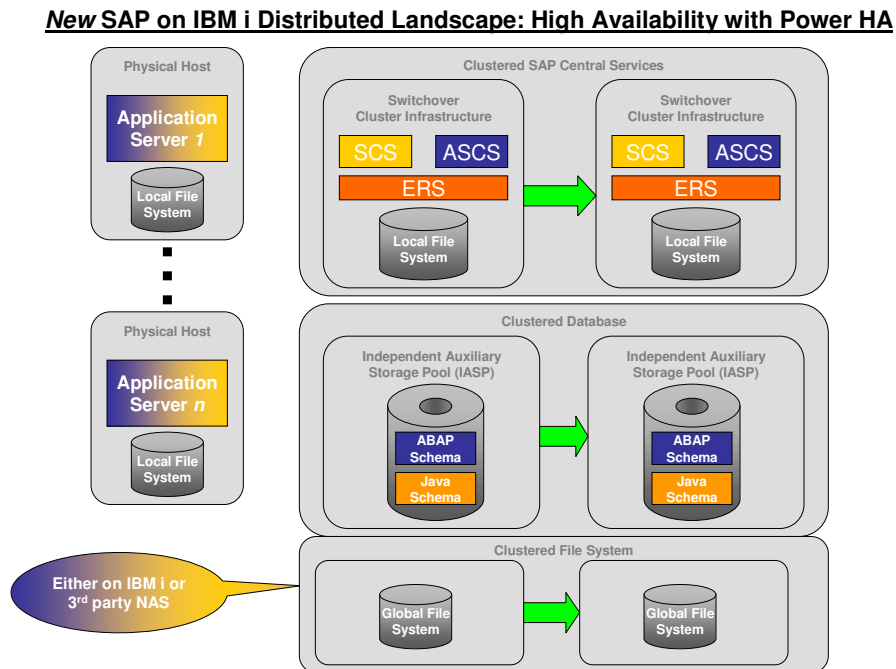 New SAP on IBM i Distributed Landscape: High Availability with Power HA
Physical Host
Application
Server 1
Local File
System
Physical Host
Application
Server n
Local File
System
Clustered SAP Central Services
Switchover
Cluster Infrastructure
SCS
ASCS
ERS
Local File
System
Switchover
Cluster Infrastructure
SCS
ASCS
ERS
Local File
System
Clustered Database
Independent Auxiliary
Storage Pool (IASP)
ABAP
Schema
Java
Schema
Independent Auxiliary
Storage Pool (IASP)
ABAP
Schema
Java
Schema
Either on IBM i or
3rd party NAS
Clustered File System
Global File
System
Global File
System